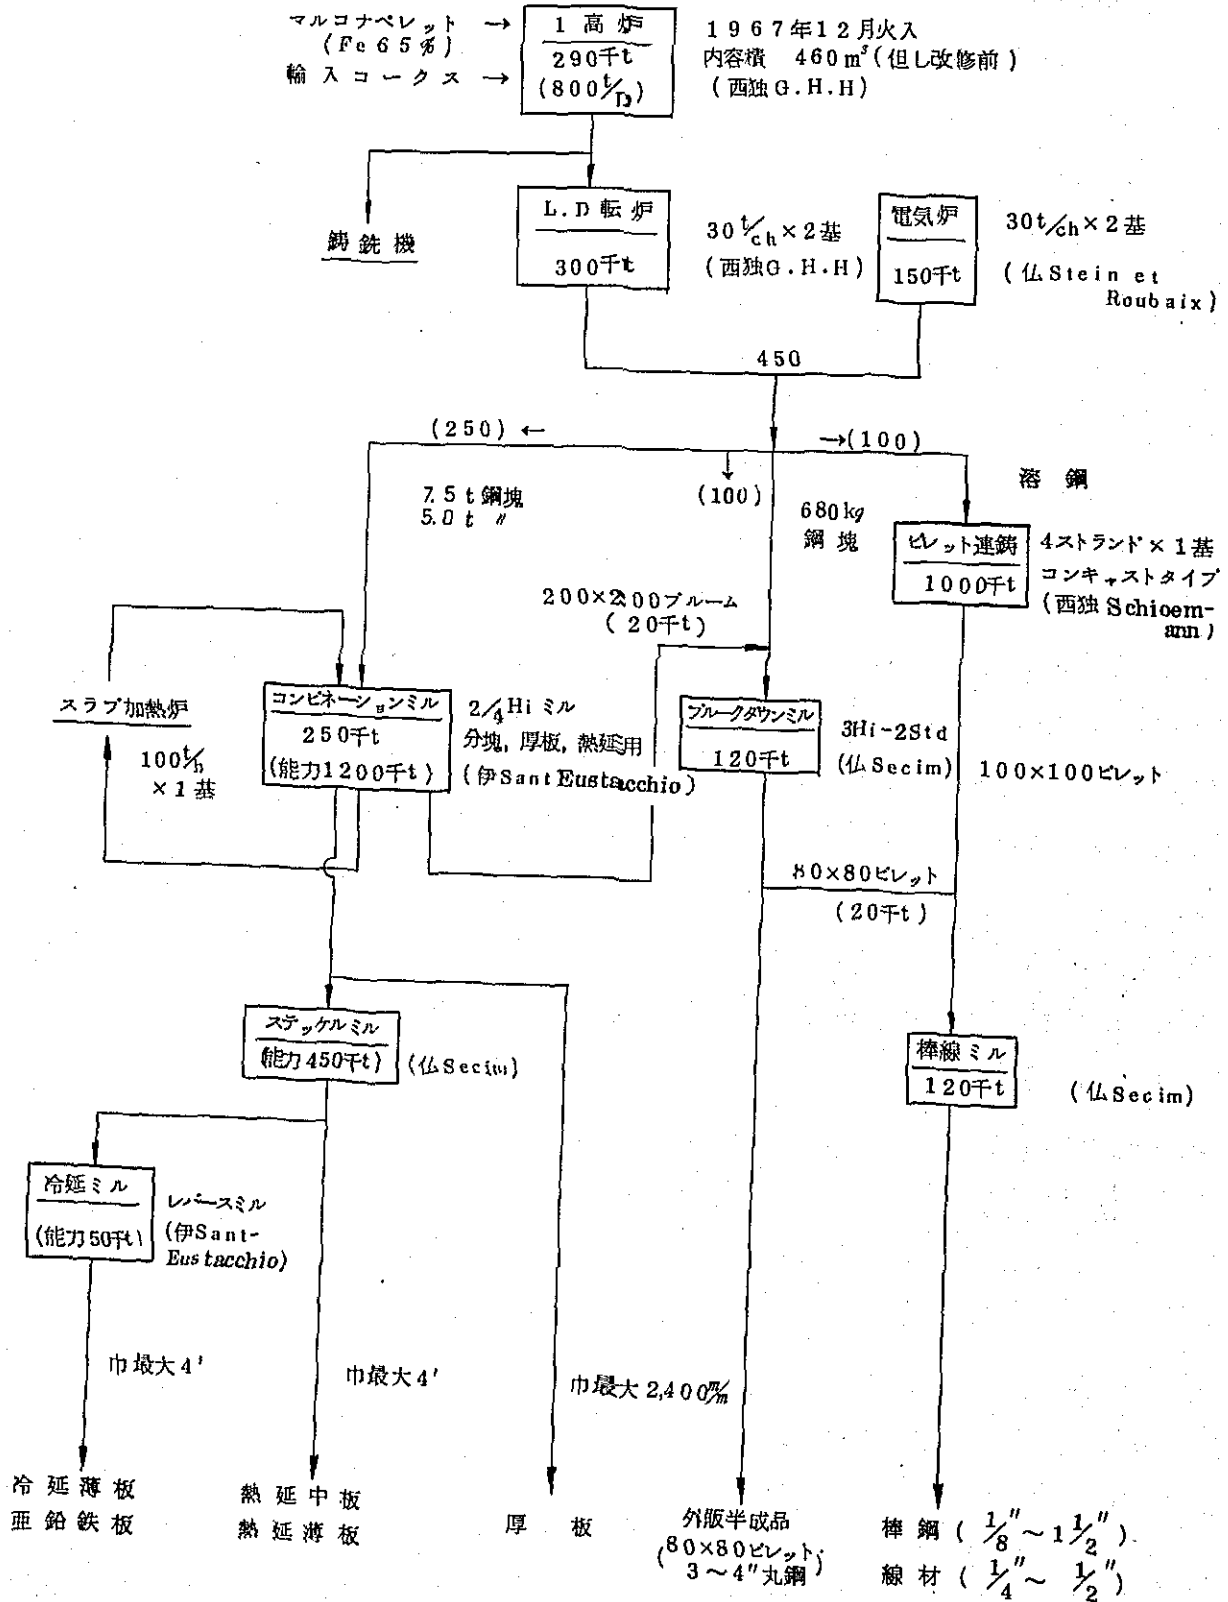 マルコナペレット →
(Fe65%)
輸入コークス →
1高炉
290千t
(800t/D)
1967年12月火入
内容積 460m³(但し改修前)
(西独G.H.H)
鋳銑機
L.D転炉
300千t
30t/ch×2基
(西独G.H.H)
電気炉
150千t
30t/ch×2基
(仏Stein et
Roubaix)
450
(250) ←
→(100)
(100)
7.5t鋼塊
5.0t 〃
680kg
鋼塊
溶鋼
ビレット連鋳
1000千t
4ストランド×1基
コンキャストタイプ
(西独Schioem-
ann)
200×200ブルーム
(20千t)
スラブ加熱炉
100t/h
×1基
コンビネーションミル
250千t
(能力1200千t)
2/4Hiミル
分塊,厚板,熱延用
(伊Sant Eustacchio)
ブルークダウンミル
120千t
3Hi-2Std
(仏Secim)
100×100ビレット
80×80ビレット
(20千t)
ステッケルミル
(能力450千t)
(仏Secim)
棒線ミル
120千t
(仏Secim)
冷延ミル
(能力50千t)
レバースミル
(伊Sant-
Eustacchio)
巾最大4'
巾最大4'
巾最大2,400m/m
冷延薄板
亜鉛鉄板
熱延中板
熱延薄板
厚板
外販半成品
(80×80ビレット)
3~4"丸鋼
棒鋼(1/8"~1 1/2")
線材(1/4"~1/2")